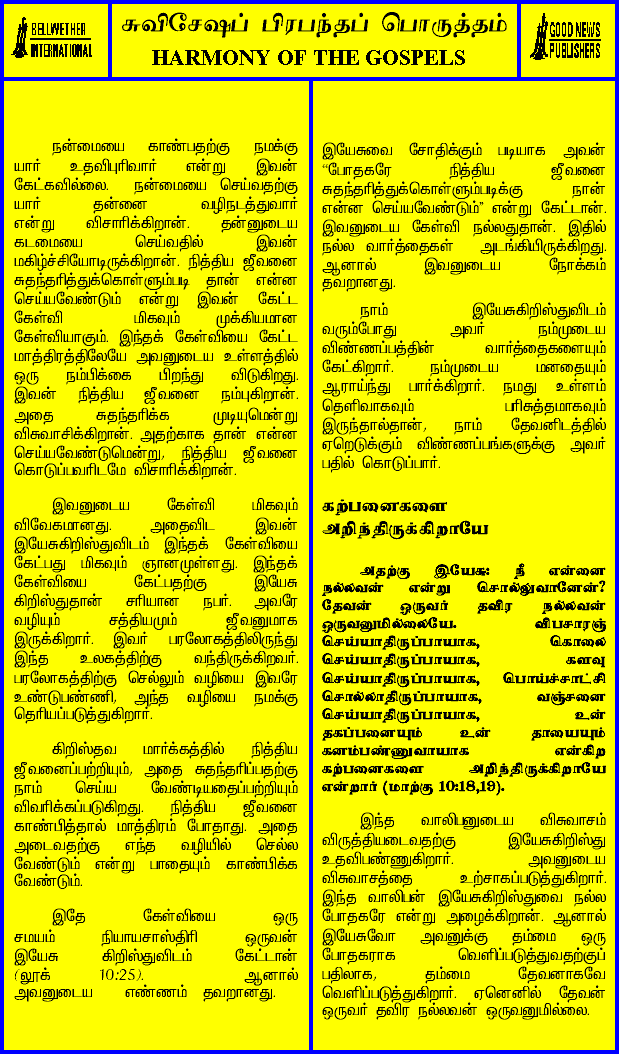 BELLWETHER
INTERNATIONAL
சுவிசேஷப் பிரபந்தப் பொருத்தம்
HARMONY OF THE GOSPELS
GOOD NEWS
PUBLISHERS
நன்மையை காண்பதற்கு நமக்கு
யார் உதவிபுரிவார் என்று இவன்
கேட்கவில்லை. நன்மையை செய்வதற்கு
யார் தன்னை வழிநடத்துவார்
என்று விசாரிக்கிறான். தன்னுடைய
கடமையை செய்வதில் இவன்
மகிழ்ச்சியோடிருக்கிறான். நித்திய ஜீவனை
சுதந்தரித்துக்கொள்ளும்படி தான் என்ன
செய்யவேண்டும் என்று இவன் கேட்ட
கேள்வி மிகவும் முக்கியமான
கேள்வியாகும். இந்தக் கேள்வியை கேட்ட
மாத்திரத்திலேயே அவனுடைய உள்ளத்தில்
ஒரு நம்பிக்கை பிறந்து விடுகிறது.
இவன் நித்திய ஜீவனை நம்புகிறான்.
அதை சுதந்தரிக்க முடியுமென்று
விசுவாசிக்கிறான். அதற்காக தான் என்ன
செய்யவேண்டுமென்று, நித்திய ஜீவனை
கொடுப்பவரிடமே விசாரிக்கிறான்.
இவனுடைய கேள்வி மிகவும்
விவேகமானது. அதைவிட இவன்
இயேசுகிறிஸ்துவிடம் இந்தக் கேள்வியை
கேட்பது மிகவும் ஞானமுள்ளது. இந்தக்
கேள்வியை கேட்பதற்கு இயேசு
கிறிஸ்துதான் சரியான நபர். அவரே
வழியும் சத்தியமும் ஜீவனுமாக
இருக்கிறார். இவர் பரலோகத்திலிருந்து
இந்த உலகத்திற்கு வந்திருக்கிறவர்.
பரலோகத்திற்கு செல்லும் வழியை இவரே
உண்டுபண்ணி, அந்த வழியை நமக்கு
தெரியப்படுத்துகிறார்.
கிறிஸ்தவ மார்க்கத்தில் நித்திய
ஜீவனைப்பற்றியும், அதை சுதந்தரிப்பதற்கு
நாம் செய்ய வேண்டியதைப்பற்றியும்
விவரிக்கப்படுகிறது. நித்திய ஜீவனை
காண்பித்தால் மாத்திரம் போதாது. அதை
அடைவதற்கு எந்த வழியில் செல்ல
வேண்டும் என்று பாதையும் காண்பிக்க
வேண்டும்.
இதே கேள்வியை ஒரு
சமயம் நியாயசாஸ்திரி ஒருவன்
இயேசு கிறிஸ்துவிடம் கேட்டான்
(லூக் 10:25). ஆனால்
அவனுடைய எண்ணம் தவறானது.
இயேசுவை சோதிக்கும் படியாக அவன்
“போதகரே நித்திய ஜீவனை
சுதந்தரித்துக்கொள்ளும்படிக்கு நான்
என்ன செய்யவேண்டும்” என்று கேட்டான்.
இவனுடைய கேள்வி நல்லதுதான். இதில்
நல்ல வார்த்தைகள் அடங்கியிருக்கிறது.
ஆனால் இவனுடைய நோக்கம்
தவறானது.
நாம் இயேசுகிறிஸ்துவிடம்
வரும்போது அவர் நம்முடைய
விண்ணப்பத்தின் வார்த்தைகளையும்
கேட்கிறார். நம்முடைய மனதையும்
ஆராய்ந்து பார்க்கிறார். நமது உள்ளம்
தெளிவாகவும் பரிசுத்தமாகவும்
இருந்தால்தான், நாம் தேவனிடத்தில்
ஏறெடுக்கும் விண்ணப்பங்களுக்கு அவர்
பதில் கொடுப்பார்.
கற்பனைகளை
அறிந்திருக்கிறாயே
அதற்கு இயேசு: நீ என்னை
நல்லவன் என்று சொல்லுவானேன்?
தேவன் ஒருவர் தவிர நல்லவன்
ஒருவனுமில்லையே. விபசாரஞ்
செய்யாதிருப்பாயாக, கொலை
செய்யாதிருப்பாயாக, களவு
செய்யாதிருப்பாயாக, பொய்ச்சாட்சி
சொல்லாதிருப்பாயாக, வஞ்சனை
செய்யாதிருப்பாயாக, உன்
தகப்பனையும் உன் தாயையும்
கனம்பண்ணுவாயாக என்கிற
கற்பனைகளை அறிந்திருக்கிறாயே
என்றார் (மாற்கு 10:18,19).
இந்த வாலிபனுடைய விசுவாசம்
விருத்தியடைவதற்கு இயேசுகிறிஸ்து
உதவிபண்ணுகிறார். அவனுடைய
விசுவாசத்தை உற்சாகப்படுத்துகிறார்.
இந்த வாலிபன் இயேசுகிறிஸ்துவை நல்ல
போதகரே என்று அழைக்கிறான். ஆனால்
இயேசுவோ அவனுக்கு தம்மை ஒரு
போதகராக வெளிப்படுத்துவதற்குப்
பதிலாக, தம்மை தேவனாகவே
வெளிப்படுத்துகிறார். ஏனெனில் தேவன்
ஒருவர் தவிர நல்லவன் ஒருவனுமில்லை.